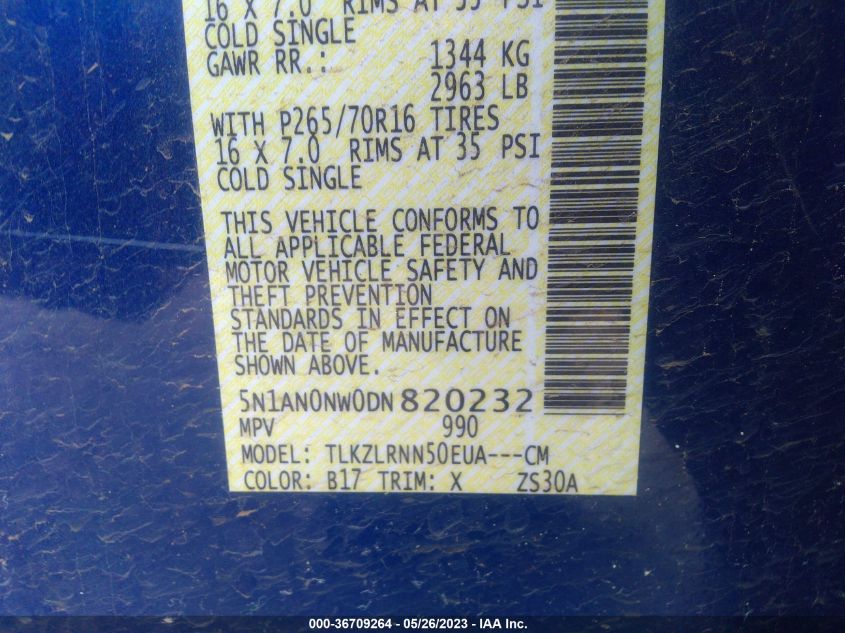 16 X 7.0 RIMS AT 35 PSI
COLD SINGLE
GAWR RR.: 1344 KG
2963 LB
WITH P265/70R16 TIRES
16 X 7.0 RIMS AT 35 PSI
COLD SINGLE
THIS VEHICLE CONFORMS TO
ALL APPLICABLE FEDERAL
MOTOR VEHICLE SAFETY AND
THEFT PREVENTION
STANDARDS IN EFFECT ON
THE DATE OF MANUFACTURE
SHOWN ABOVE.
5N1AN0NW0DN 820232
MPV 990
MODEL: TLKZLRNN50EUA---CM
COLOR: B17 TRIM: X ZS30A
000-36709264 - 05/26/2023 - IAA Inc.